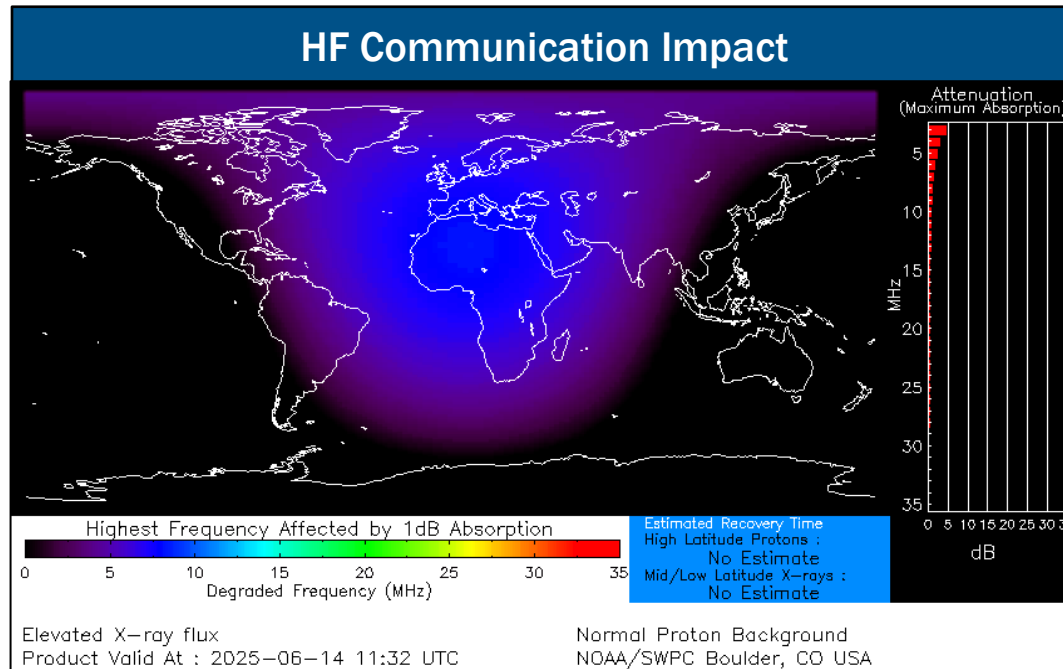 HF Communication Impact
Attenuation
(Maximum Absorption)
5
10
15
20
25
30
35
MHz
0 5 10 15 20 25 30
dB
Highest Frequency Affected by 1dB Absorption
0 5 10 15 20 25 30 35
Degraded Frequency (MHz)
Estimated Recovery Time
High Latitude Protons :
No Estimate
Mid/Low Latitude X-rays :
No Estimate
Elevated X-ray flux
Product Valid At : 2025-06-14 11:32 UTC
Normal Proton Background
NOAA/SWPC Boulder, CO USA